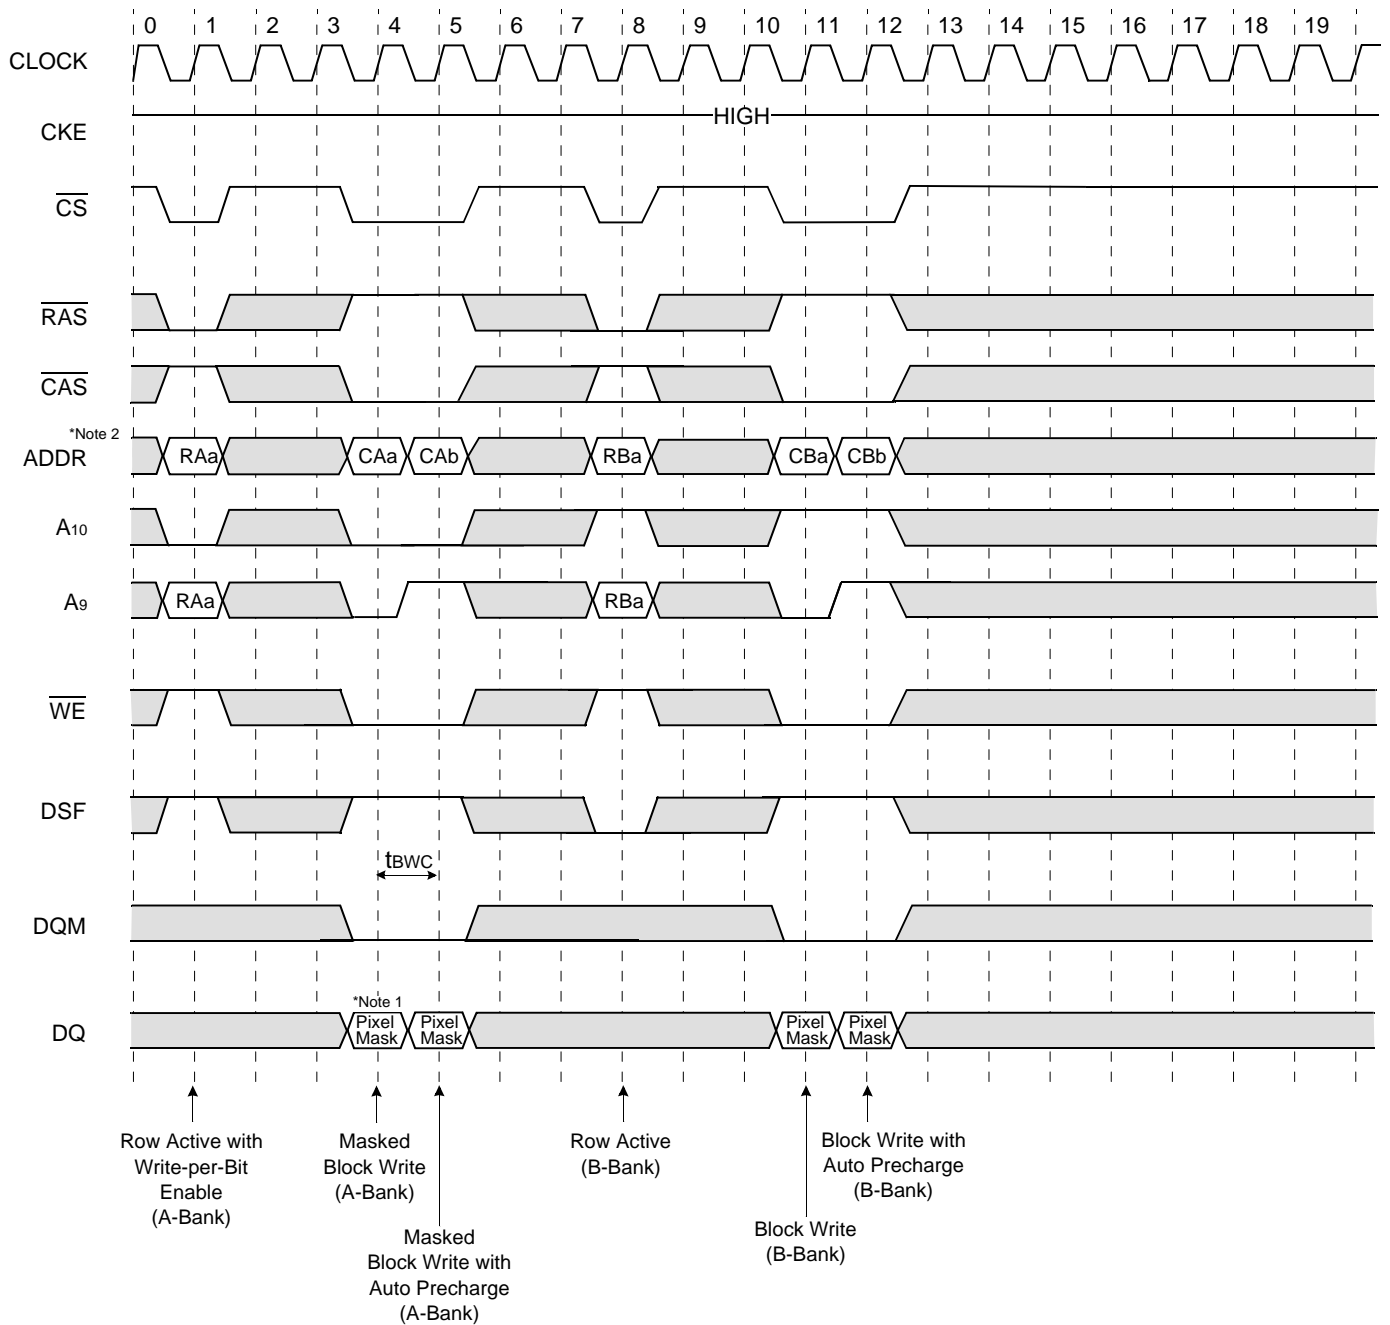 0 1 2 3 4 5 6 7 8 9 10 11 12 13 14 15 16 17 18 19
CLOCK
CKE
HIGH
CS
RAS
CAS
*Note 2
ADDR
RAa CAa CAb RBa CBa CBb
A10
A9
RAa RBa
WE
DSF
tBWC
DQM
*Note 1
DQ
Pixel Mask
Pixel Mask
Pixel Mask
Pixel Mask
Row Active with
Write-per-Bit
Enable
(A-Bank)
Masked
Block Write
(A-Bank)
Masked
Block Write with
Auto Precharge
(A-Bank)
Row Active
(B-Bank)
Block Write
(B-Bank)
Block Write with
Auto Precharge
(B-Bank)